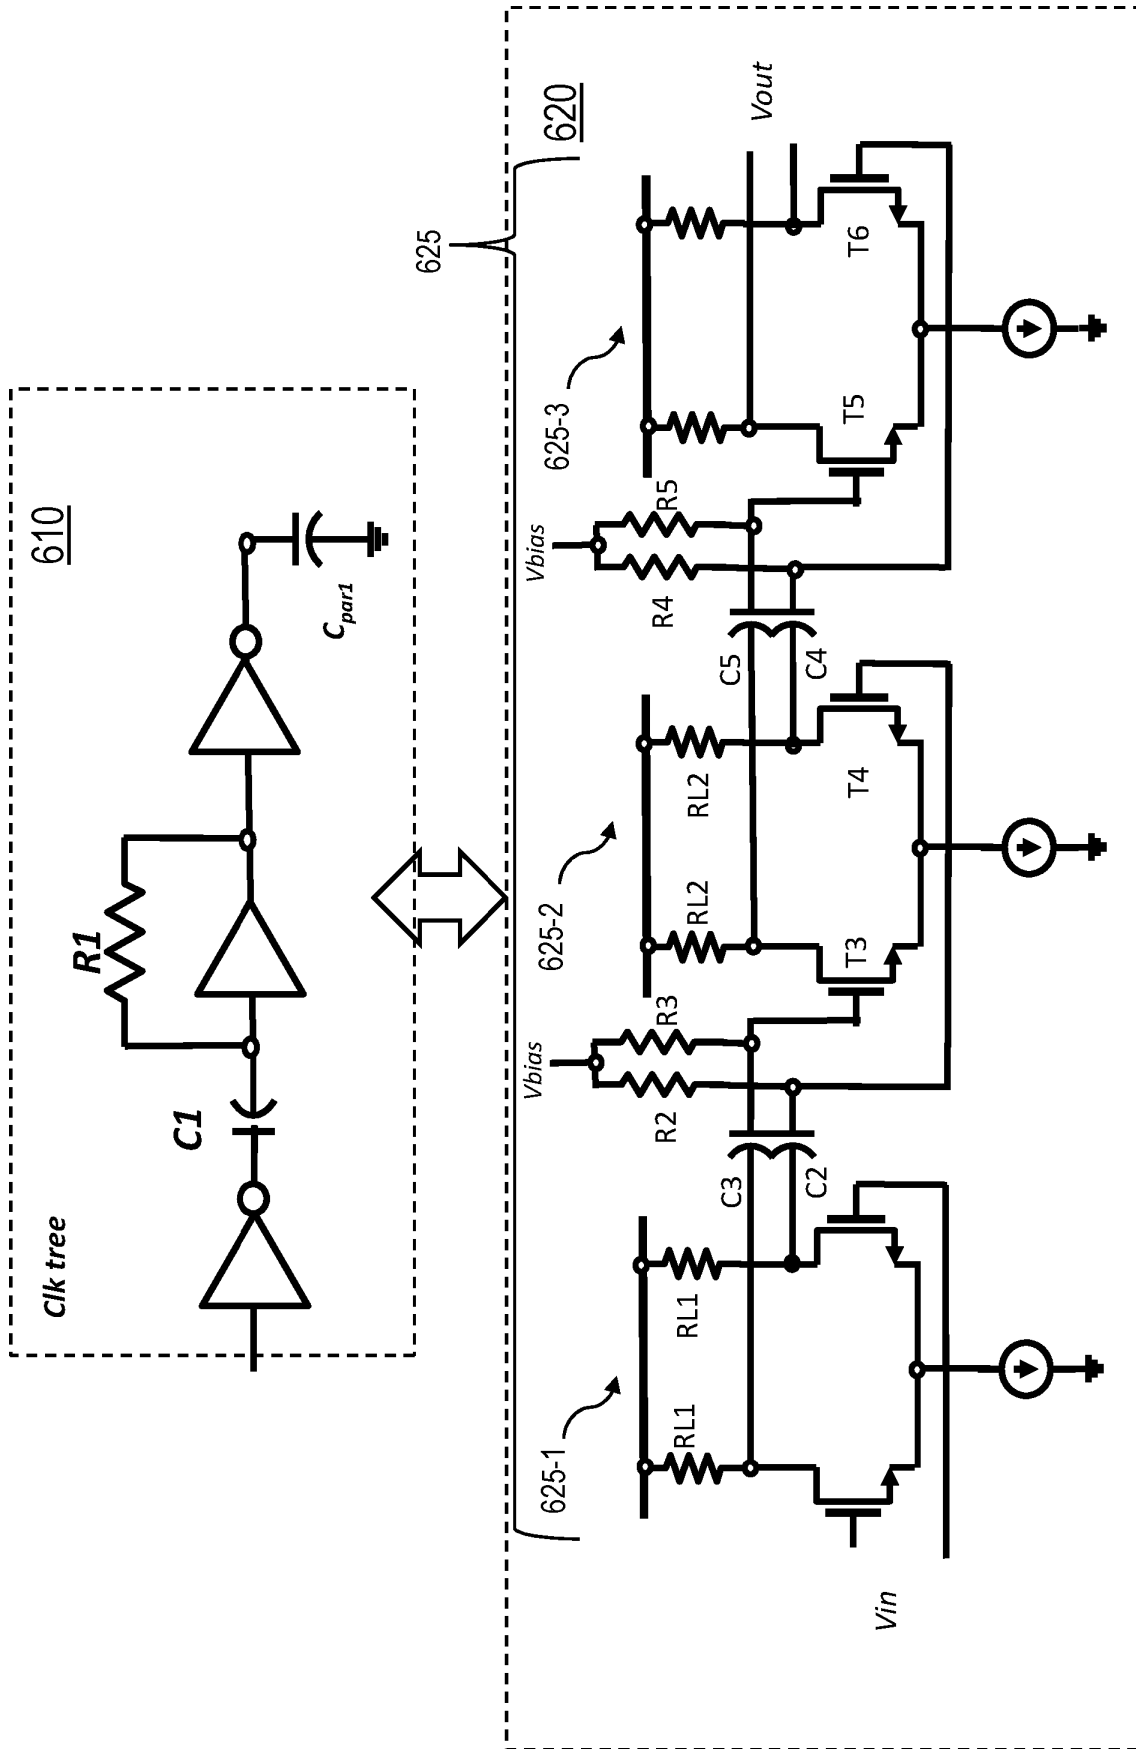 Clk tree
610
C1
R1
Cpar1
625
620
625-1
625-2
625-3
Vbias
Vbias
RL1
RL1
R2
R3
RL2
RL2
R4
R5
C3
C2
C5
C4
T3
T4
T5
T6
Vin
Vout